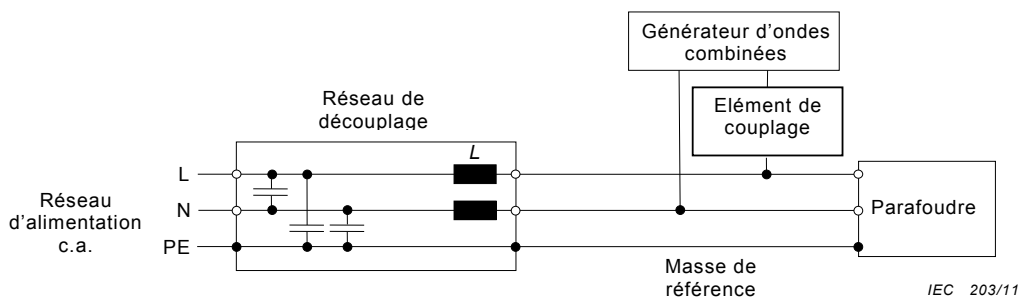 Générateur d'ondes
combinées
Elément de
couplage
Réseau de
découplage
L
L
N
PE
Réseau
d'alimentation
c.a.
Parafoudre
Masse de
référence
IEC 203/11